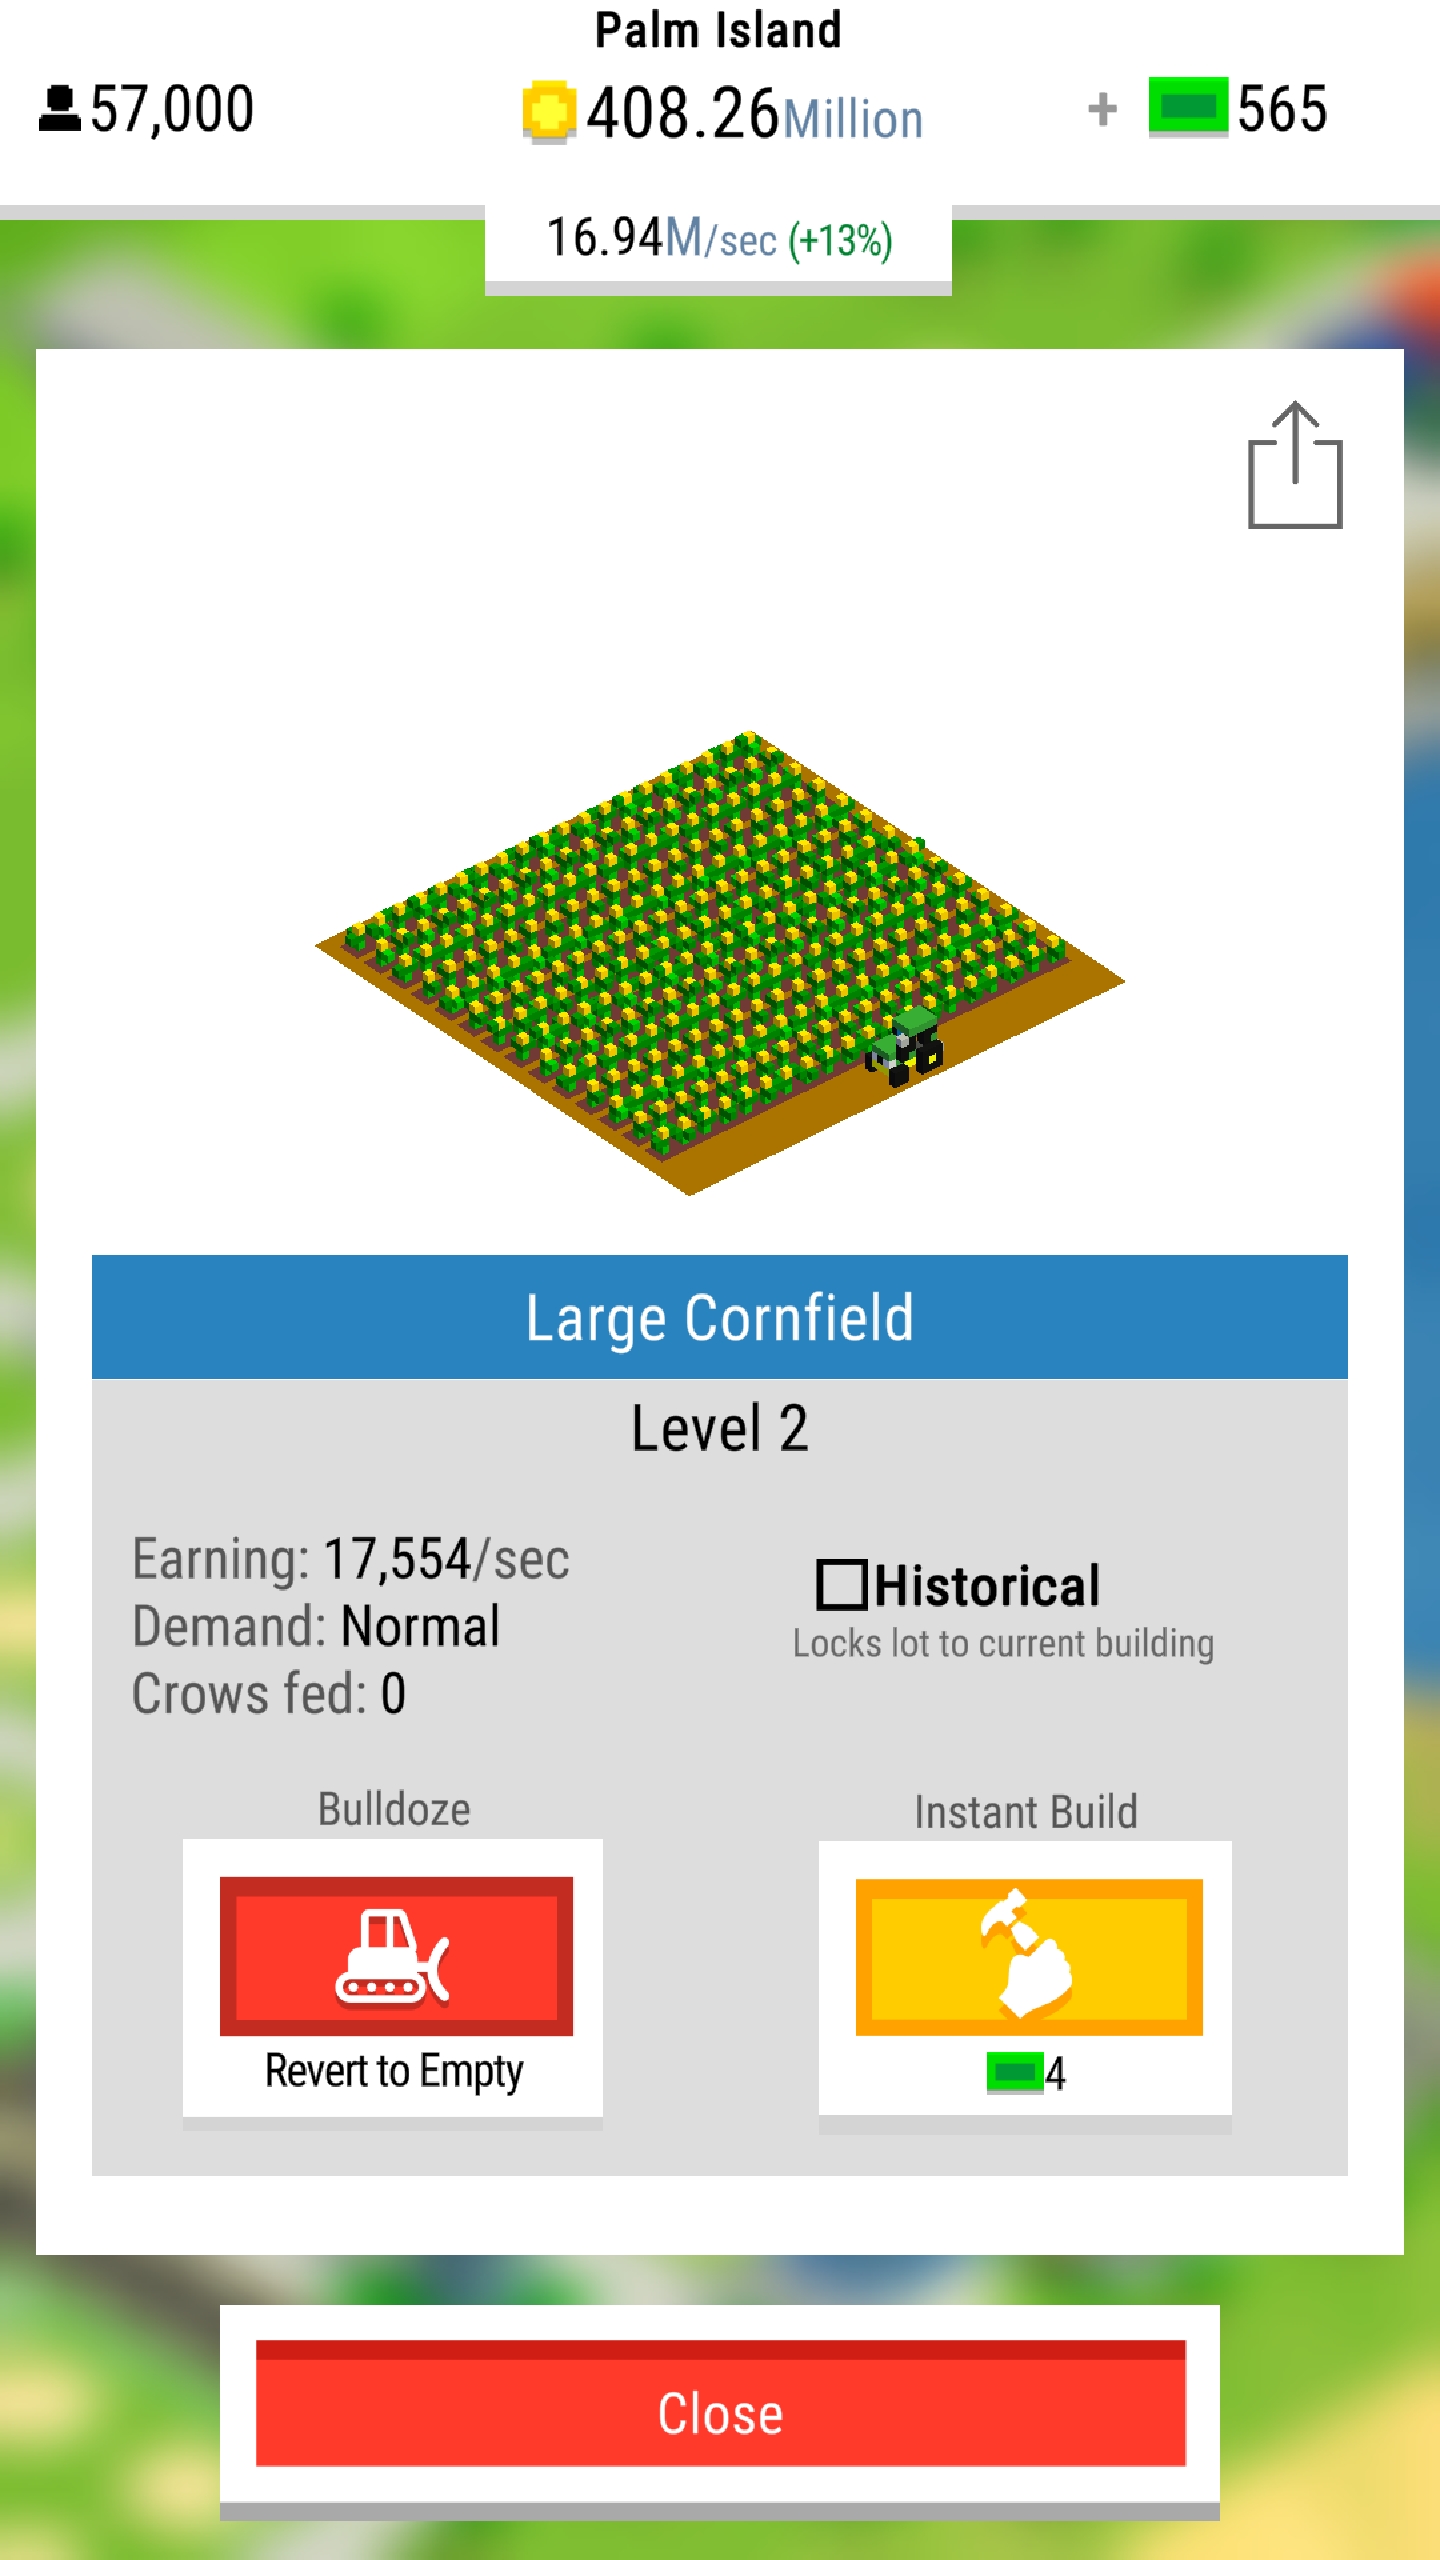 Palm Island
57,000
408.26Million
+ 565
16.94M/sec (+13%)
Large Cornfield
Level 2
Earning: 17,554/sec
Demand: Normal
Crows fed: 0
Historical
Locks lot to current building
Bulldoze
Revert to Empty
Instant Build
4
Close